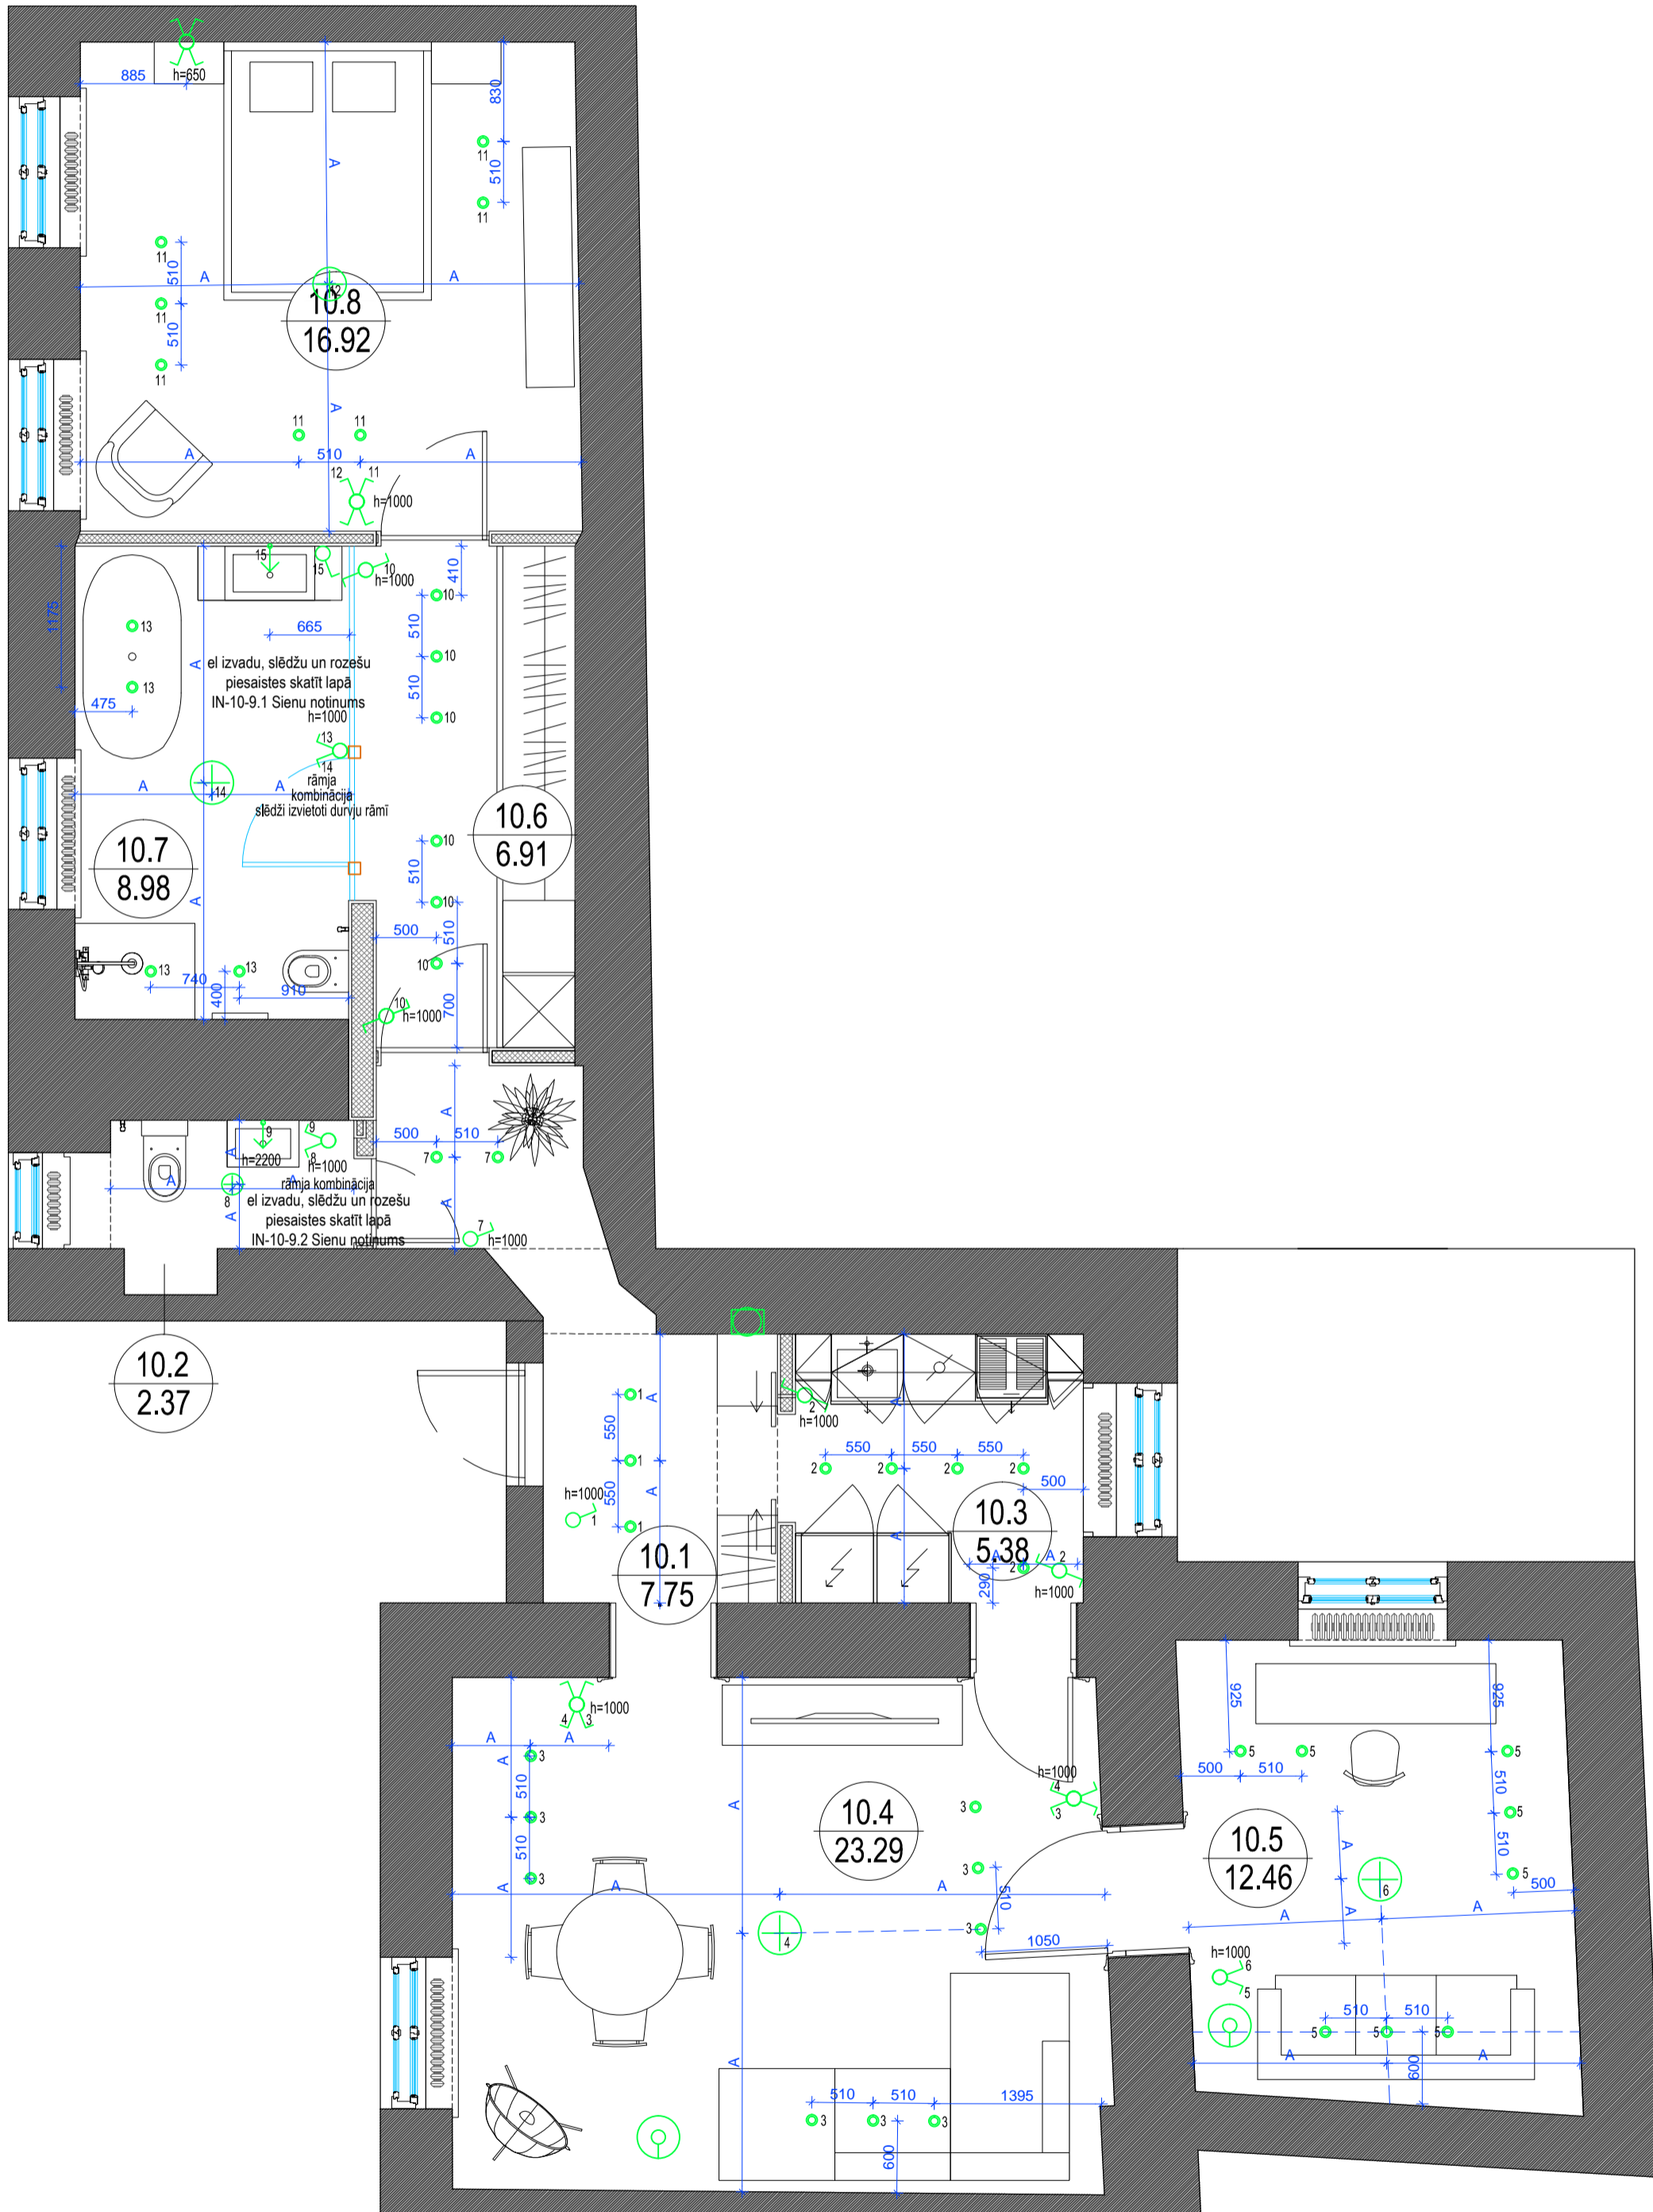 h=650
885
830
A
11
510
11
11
510
11
510
11
A
A
12
10.8
16.92
A
11
11
A
510
A
12
11
h=1000
15
15
10
h=1000
410
1175
10
510
665
13
A
10
el izvadu, slēdžu un rozešu
piesaistes skatīt lapā
IN-10-9.1 Sienu notinums
h=1000
510
13
475
10
13
14
rāmja
kombinācija
slēdži izvietoti durvju rāmī
A
14
A
10.6
6.91
10.7
8.98
10
510
10
A
500
510
10
13
13
740
400
910
10
h=1000
700
9
9
h=2200
8
h=1000
rāmja kombinācija
el izvadu, slēdžu un rozešu
piesaistes skatīt lapā
IN-10-9.2 Sienu notinums
A
A
A
A
8
A
500
510
7
7
A
7
h=1000
10.2
2.37
1
550
A
1
550
A
h=1000
1
1
10.1
7.75
2
h=1000
A
550
550
550
2
2
2
2
500
A
10.3
5.38
A
A
2
2
290
h=1000
h=1000
4
3
A
A
A
3
510
3
510
3
A
A
A
10.4
23.29
h=1000
4
3
3
3
510
3
A
A
4
1050
A
510
510
1395
3
3
3
600
925
925
5
5
5
500
510
510
5
510
5
500
10.5
12.46
A
A
6
A
A
h=1000
6
5
510
510
5
5
5
A
A
600